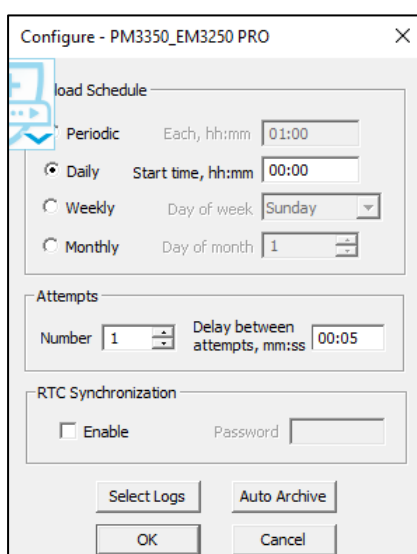 Configure - PM3350_EM3250 PRO
load Schedule
Periodic Each, hh:mm 01:00
Daily Start time, hh:mm 00:00
Weekly Day of week Sunday
Monthly Day of month 1
Attempts
Number 1 Delay between attempts, mm:ss 00:05
RTC Synchronization
Enable Password
Select Logs Auto Archive
OK Cancel